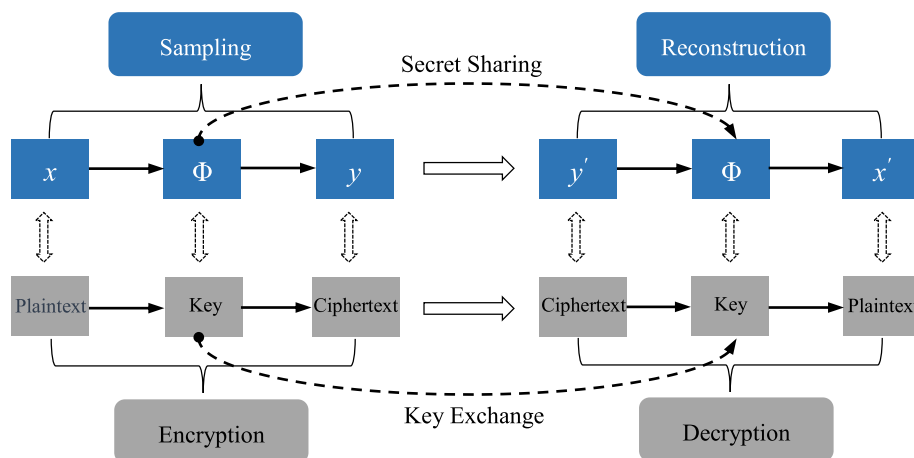 Sampling
Reconstruction
Secret Sharing
x
Φ
y
y′
Φ
x′
Plaintext
Key
Ciphertext
Ciphertext
Key
Plaintex
Key Exchange
Encryption
Decryption